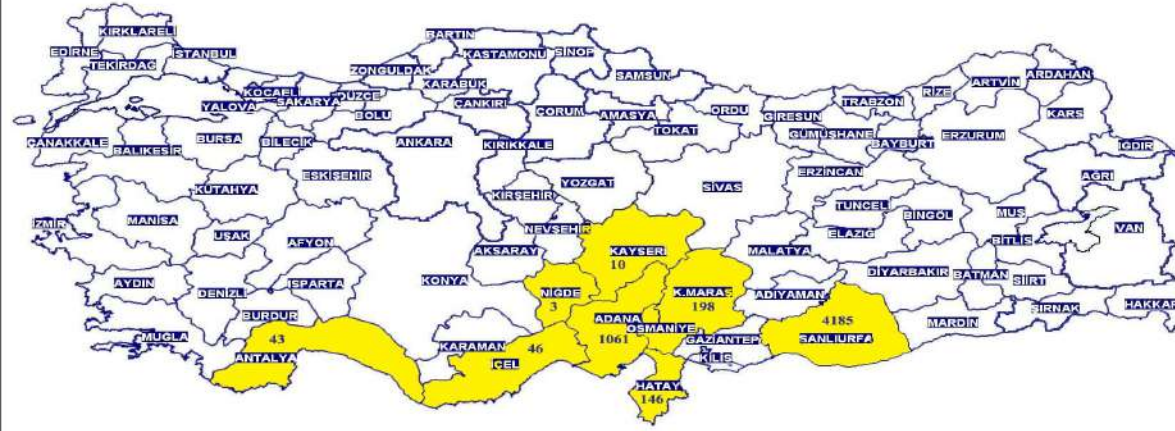 KIRKLARELİ
EDİRNE
TEKİRDAĞ
İSTANBUL
BARTIN
KASTAMONU
SİNOP
ZONGULDAK
KARABÜK
SAMSUN
KOCAELİ
YALOVA
SAKARYA
DÜZCE
BOLU
ÇANKIRI
ÇORUM
AMASYA
TOKAT
ORDU
GİRESUN
TRABZON
RİZE
ARTVİN
ARDAHAN
KARS
GÜMÜŞHANE
BAYBURT
ERZURUM
IĞDIR
ÇANAKKALE
BALIKESİR
BURSA
BİLECİK
ANKARA
KIRIKKALE
ESKİŞEHİR
KÜTAHYA
YOZGAT
KIRŞEHİR
SİVAS
ERZİNCAN
TUNCELİ
BİNGÖL
ELAZIĞ
MUŞ
BİTLİS
AĞRI
VAN
İZMİR
MANİSA
UŞAK
AFYON
NEVŞEHİR
AKSARAY
KONYA
KAYSERİ
10
MALATYA
DİYARBAKIR
BATMAN
SİİRT
ŞIRNAK
HAKKAR
AYDIN
DENİZLİ
ISPARTA
BURDUR
MUĞLA
NİĞDE
3
K.MARAŞ
198
ADIYAMAN
MARDİN
ADANA
1061
OSMANİYE
GAZİANTEP
KİLİS
4185
ŞANLIURFA
43
ANTALYA
KARAMAN
46
İÇEL
HATAY
146